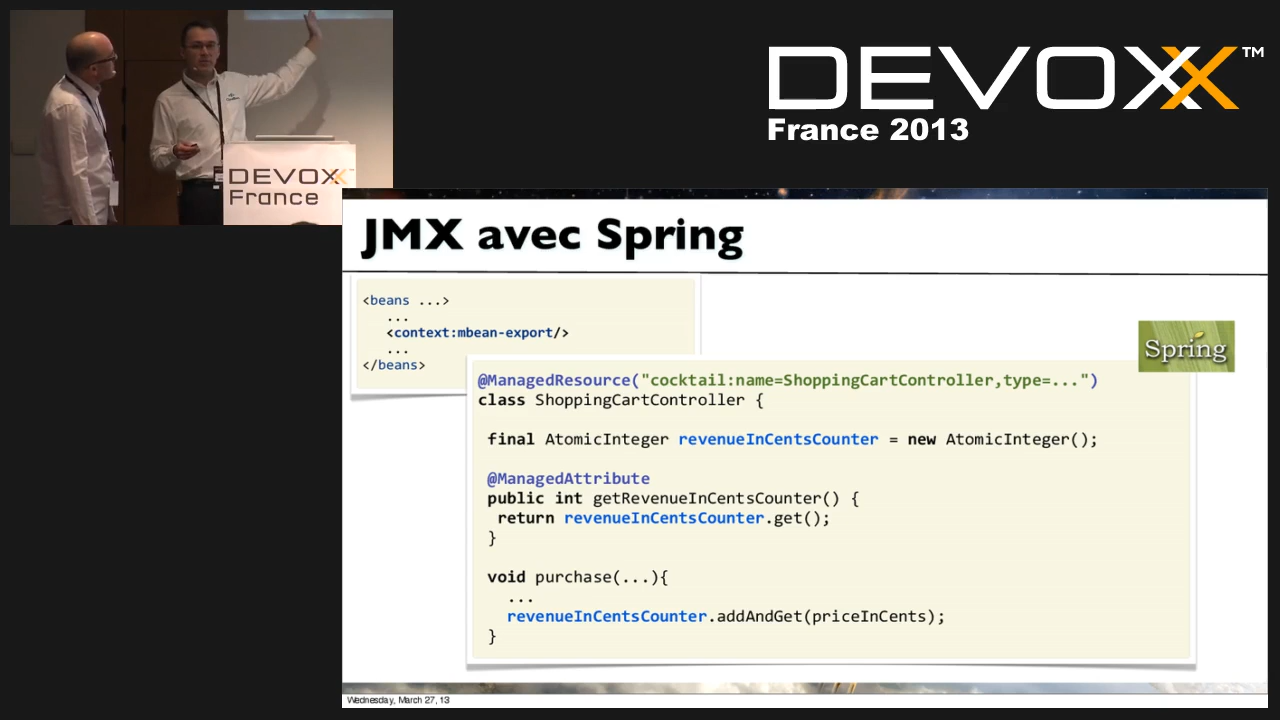 DEVOXX™
France 2013
DEVOXX
France
JMX avec Spring
<beans ...>
...
<context:mbean-export/>
...
</beans>
Spring
@ManagedResource("cocktail:name=ShoppingCartController,type=...")
class ShoppingCartController {
final AtomicInteger revenueInCentsCounter = new AtomicInteger();
@ManagedAttribute
public int getRevenueInCentsCounter() {
return revenueInCentsCounter.get();
}
void purchase(...){
...
revenueInCentsCounter.addAndGet(priceInCents);
}
Wednesday, March 27, 13